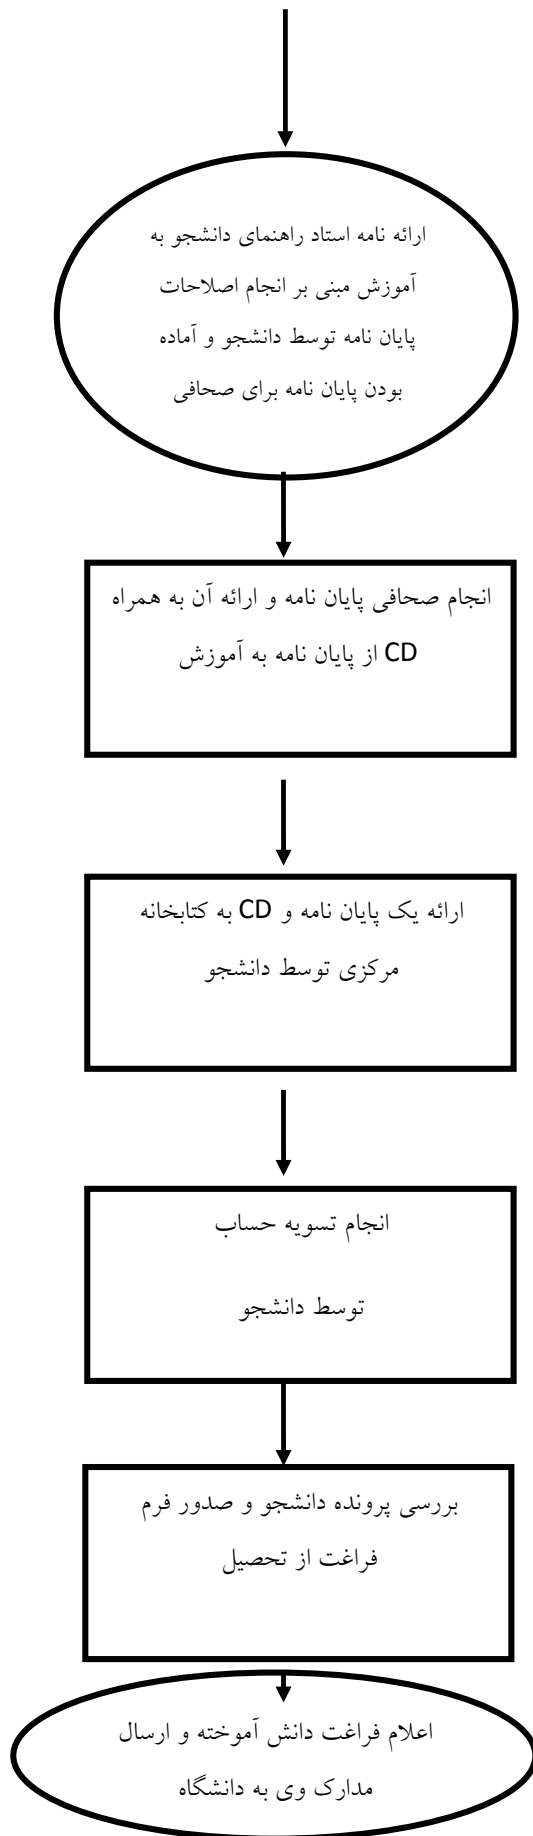 ارائه نامه استاد راهنمای دانشجو به
آموزش مبنی بر انجام اصلاحات
پایان نامه توسط دانشجو و آماده
بودن پایان نامه برای صحافی
انجام صحافی پایان نامه و ارائه آن به همراه
CD از پایان نامه به آموزش
ارائه یک پایان نامه و CD به کتابخانه
مرکزی توسط دانشجو
انجام تسویه حساب
توسط دانشجو
بررسی پرونده دانشجو و صدور فرم
فراغت از تحصیل
اعلام فراغت دانش آموخته و ارسال
مدارک وی به دانشگاه